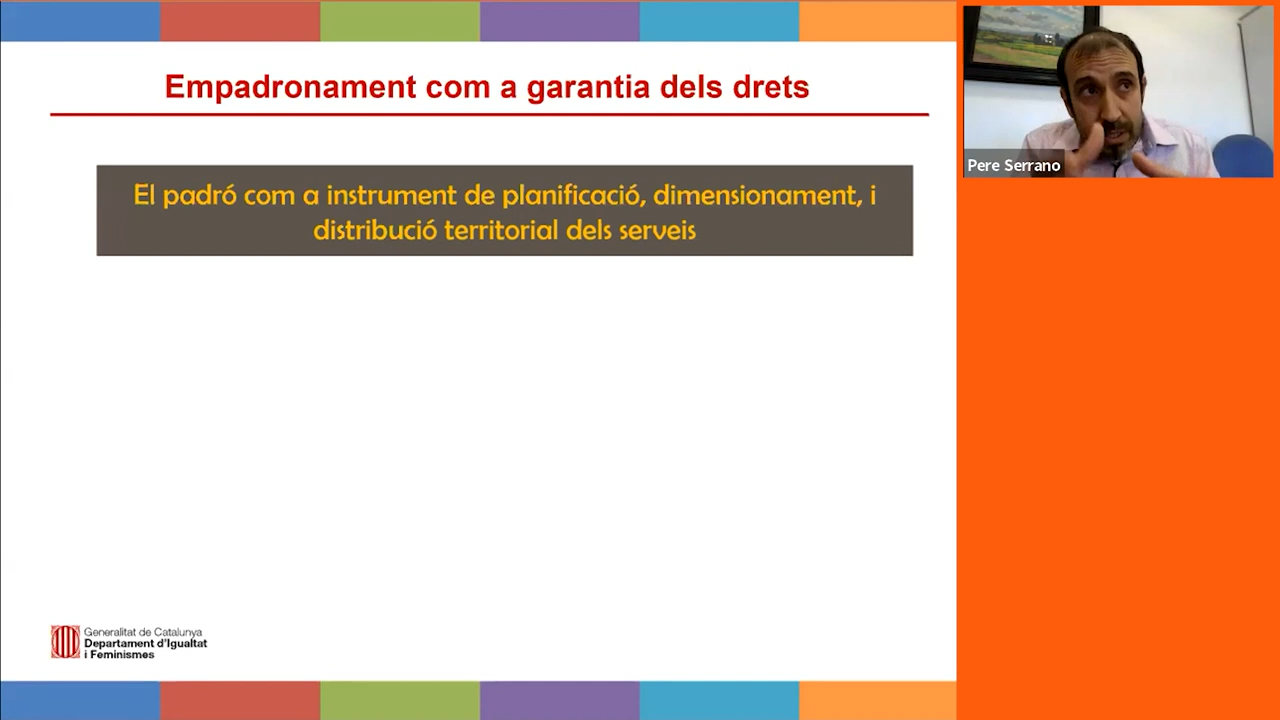 Empadronament com a garantia dels drets
El padró com a instrument de planificació, dimensionament, i
distribució territorial dels serveis
Pere Serrano
Generalitat de Catalunya
Departament d'Igualtat
i Feminismes